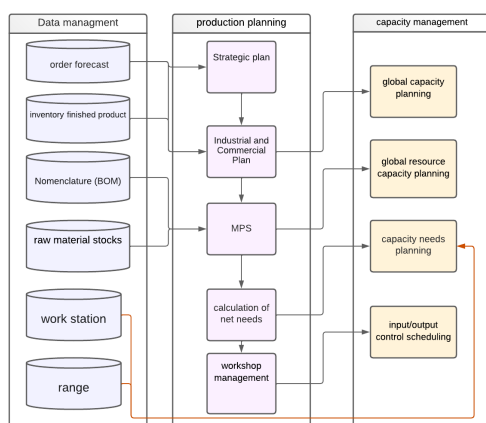 Data managment
order forecast
inventory finished product
Nomenclature (BOM)
raw material stocks
work station
range
production planning
Strategic plan
Industrial and
Commercial
Plan
MPS
calculation of
net needs
workshop
management
capacity management
global capacity
planning
global resource
capacity planning
capacity needs
planning
input/output
control scheduling